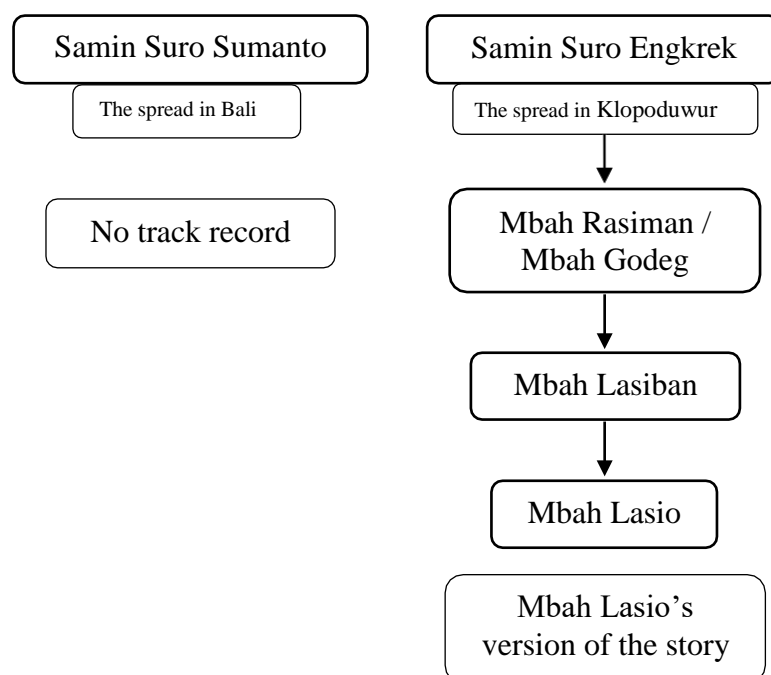 Samin Suro Sumanto
The spread in Bali
No track record
Samin Suro Engkrek
The spread in Klopoduwur
Mbah Rasiman /
Mbah Godeg
Mbah Lasiban
Mbah Lasio
Mbah Lasio’s
version of the story